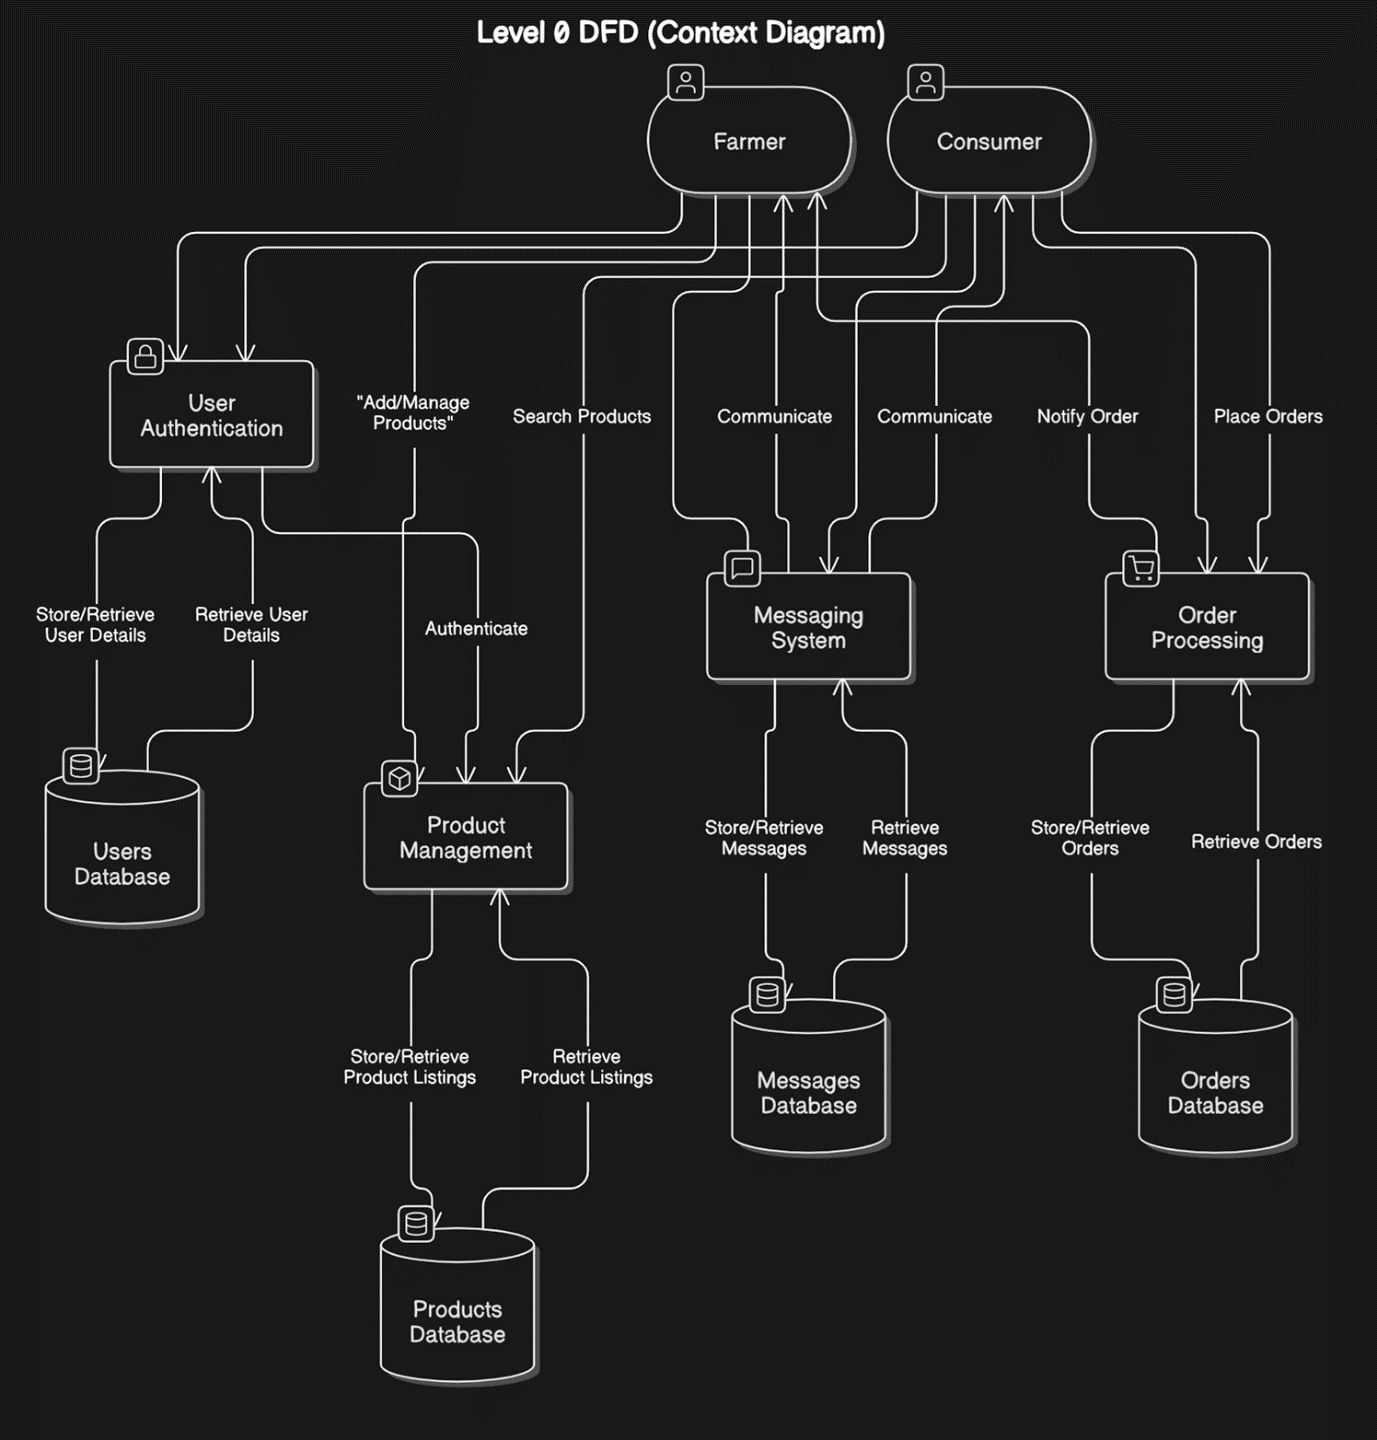 Level 0 DFD (Context Diagram)
Farmer
Consumer
User
Authentication
"Add/Manage
Products"
Search Products
Communicate
Communicate
Notify Order
Place Orders
Store/Retrieve
User Details
Retrieve User
Details
Authenticate
Messaging
System
Order
Processing
Users
Database
Product
Management
Store/Retrieve
Messages
Retrieve
Messages
Store/Retrieve
Orders
Retrieve Orders
Store/Retrieve
Product Listings
Retrieve
Product Listings
Messages
Database
Orders
Database
Products
Database